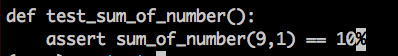 def test_sum_of_number():
    assert sum_of_number(9,1) == 10%